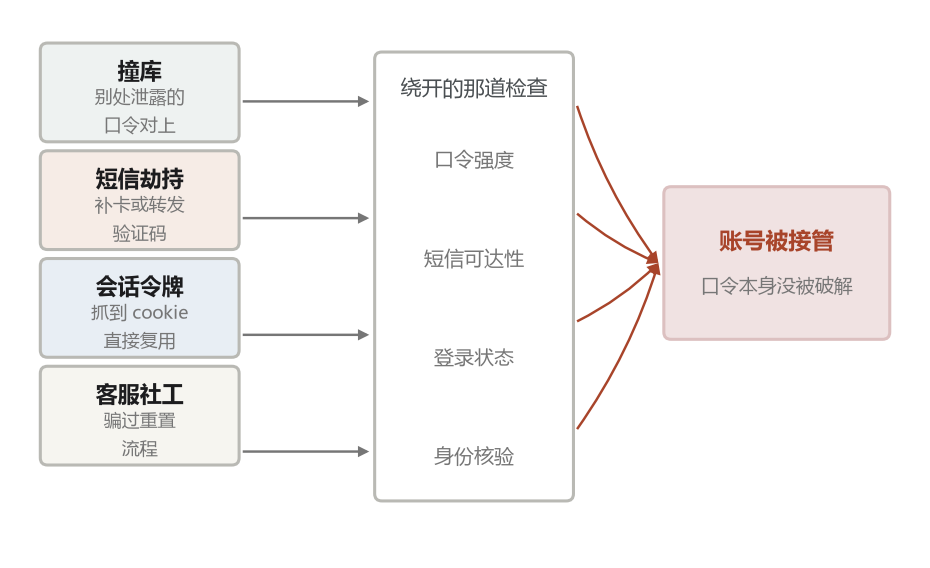 撞库
别处泄露的
口令对上
短信劫持
补卡或转发
验证码
会话令牌
抓到 cookie
直接复用
客服社工
骗过重置
流程
绕开的那道检查
口令强度
短信可达性
登录状态
身份核验
账号被接管
口令本身没被破解